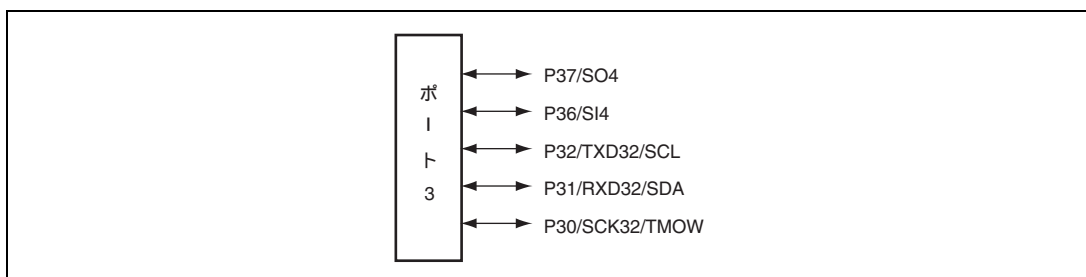 ポート3
P37/SO4
P36/SI4
P32/TXD32/SCL
P31/RXD32/SDA
P30/SCK32/TMOW